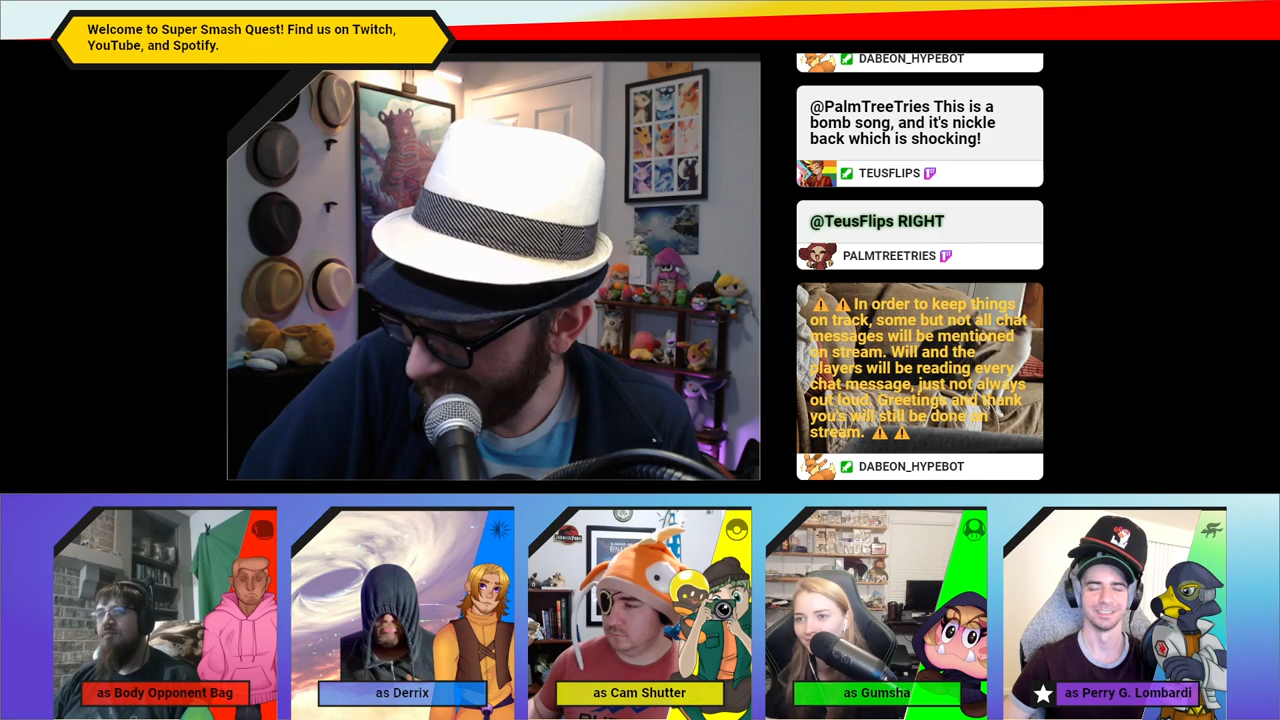 Welcome to Super Smash Quest! Find us on Twitch,
YouTube, and Spotify.
DABEON_HYPEBOT
@PalmTreeTries This is a
bomb song, and it's nickle
back which is shocking!
TEUSFLIPS
@TeusFlips RIGHT
PALMTREETRIES
⚠️ ⚠️ In order to keep things
on track, some but not all chat
messages will be mentioned
on stream. Will and the
players will be reading every
chat message, just not always
out loud. Greetings and thank
you's will still be done on
stream. ⚠️ ⚠️
DABEON_HYPEBOT
as Body Opponent Bag
as Derrix
as Cam Shutter
as Gumsha
as Perry G. Lombardi